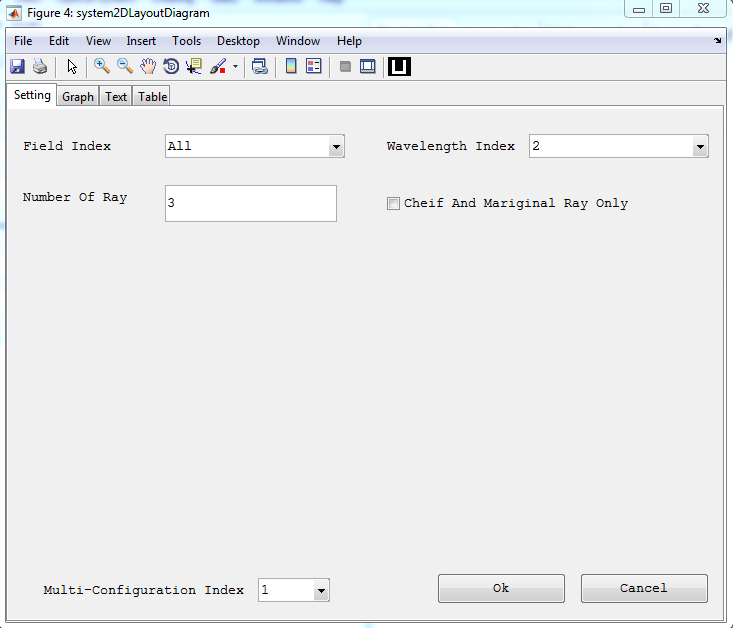 Figure 4: system2DLayoutDiagram
File Edit View Insert Tools Desktop Window Help
Setting Graph Text Table
Field Index All Wavelength Index 2
Number Of Ray 3 Cheif And Mariginal Ray Only
Multi-Configuration Index 1 Ok Cancel